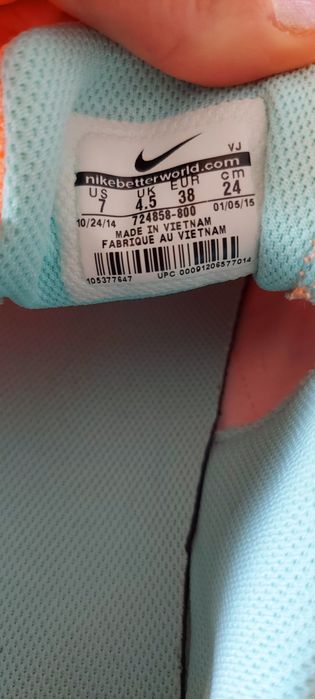 VJ
nikebetterworld.com
US UK EUR cm
7 4.5 38 24
10/24/14 724858-800 01/05/15
MADE IN VIETNAM
FABRIQUE AU VIETNAM
105377647 UPC 00091206577014